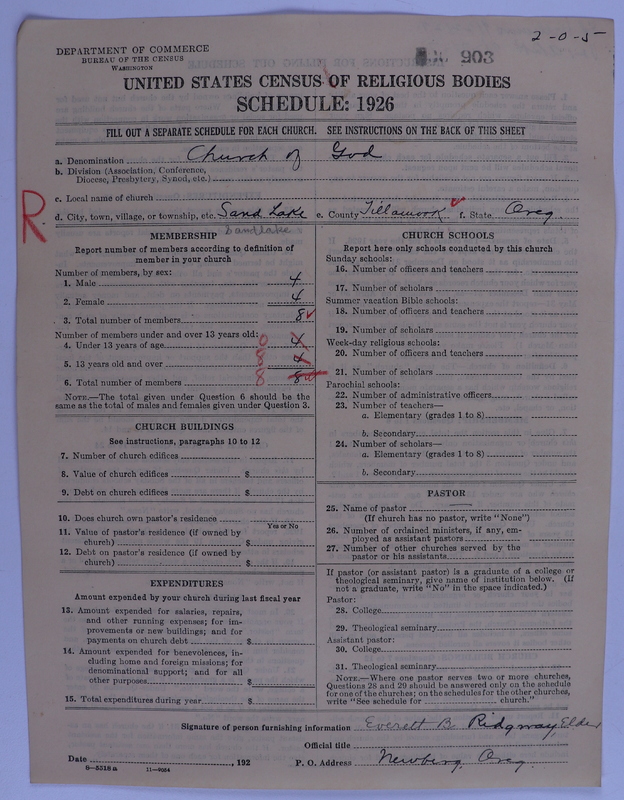 2-0-5
903
DEPARTMENT OF COMMERCE
BUREAU OF THE CENSUS
WASHINGTON
UNITED STATES CENSUS OF RELIGIOUS BODIES
SCHEDULE: 1926
FILL OUT A SEPARATE SCHEDULE FOR EACH CHURCH. SEE INSTRUCTIONS ON THE BACK OF THIS SHEET
a. Denomination Church of God
b. Division (Association, Conference,
Diocese, Presbytery, Synod, etc.)
c. Local name of church
R. d. City, town, village, or township, etc. Sand Lake e. County Tillamook f. State Oreg.
Sandlake
MEMBERSHIP
Report number of members according to definition of
member in your church
Number of members, by sex:
1. Male 4
2. Female 4
3. Total number of members 8
Number of members under and over 13 years old:
4. Under 13 years of age 0 4
5. 13 years old and over 8 4
6. Total number of members 8 8
NOTE.—The total given under Question 6 should be
same as the total of males and females given under Question 3.
CHURCH BUILDINGS
See instructions, paragraphs 10 to 12
7. Number of church edifices
8. Value of church edifices $
9. Debt on church edifices $
10. Does church own pastor's residence
Yes or No
11. Value of pastor's residence (if owned by
church) $
12. Debt on pastor's residence (if owned by
church) $
EXPENDITURES
Amount expended by your church during last fiscal year
13. Amount expended for salaries, repairs,
and other running expenses; for im-
provements or new buildings; and for
payments on church debt $
14. Amount expended for benevolences, in-
cluding home and foreign missions; for
denominational support; and for all
other purposes $
15. Total expenditures during year $
CHURCH SCHOOLS
Report here only schools conducted by this church
Sunday schools:
16. Number of officers and teachers
17. Number of scholars
Summer vacation Bible schools:
18. Number of officers and teachers
19. Number of scholars
Week-day religious schools:
20. Number of officers and teachers
21. Number of scholars
Parochial schools:
22. Number of administrative officers
23. Number of teachers—
a. Elementary (grades 1 to 8)
b. Secondary
24. Number of scholars—
a. Elementary (grades 1 to 8)
b. Secondary
PASTOR
25. Name of pastor
(If church has no pastor, write "None")
26. Number of ordained ministers, if any, em-
ployed as assistant pastors
27. Number of other churches served by the
pastor or his assistants
If pastor (or assistant pastor) is a graduate of a college or
theological seminary, give name of institution below. (If
not a graduate, write "No" in the space indicated.)
Pastor:
28. College
29. Theological seminary
Assistant pastor:
30. College
31. Theological seminary
NOTE.—Where one pastor serves two or more churches,
Questions 28 and 29 should be answered only on the schedule
for one of the churches; on the schedules for the other churches,
write "See schedule for church."
Signature of person furnishing information Everett B. Ridgway, Elder
Official title
Date , 192 P. O. Address Newberg, Oreg.
8—5518a 11—9054